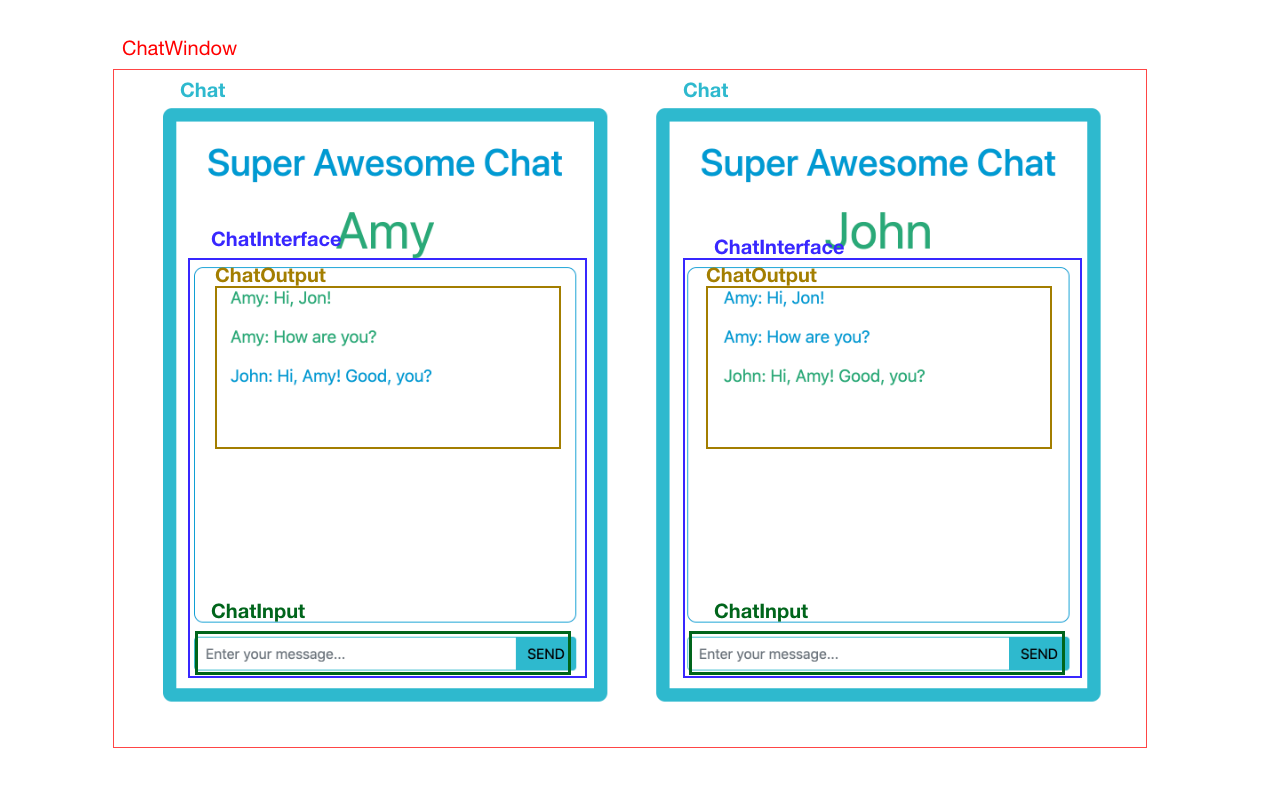 ChatWindow
Chat
Super Awesome Chat
Amy
ChatInterface
ChatOutput
Amy: Hi, Jon!
Amy: How are you?
John: Hi, Amy! Good, you?
ChatInput
Enter your message...
SEND
Chat
Super Awesome Chat
John
ChatInterface
ChatOutput
Amy: Hi, Jon!
Amy: How are you?
John: Hi, Amy! Good, you?
ChatInput
Enter your message...
SEND